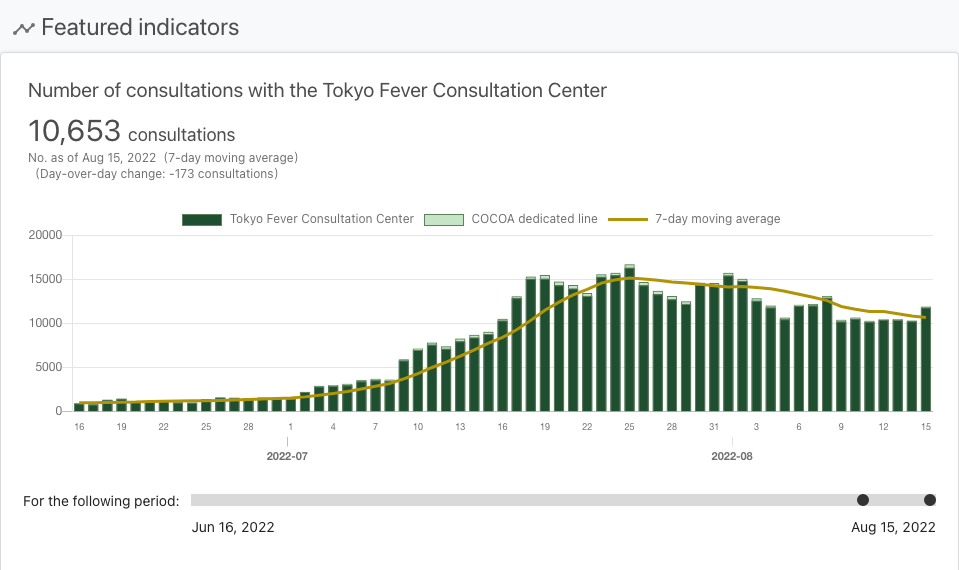 Featured indicators
Number of consultations with the Tokyo Fever Consultation Center
10,653 consultations
No. as of Aug 15, 2022 (7-day moving average)
(Day-over-day change: -173 consultations)
Tokyo Fever Consultation Center COCOA dedicated line 7-day moving average
20000
15000
10000
5000
0
16 19 22 25 28 1 4 7 10 13 16 19 22 25 28 31 3 6 9 12 15
2022-07 2022-08
For the following period:
Jun 16, 2022 Aug 15, 2022